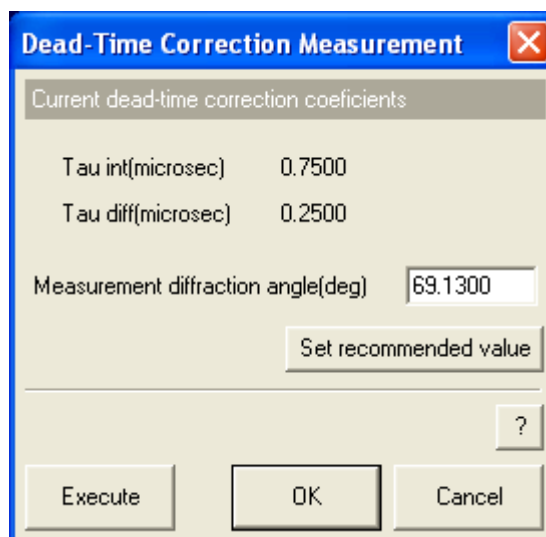 Dead-Time Correction Measurement
Current dead-time correction coeficients
Tau int(microsec) 0.7500
Tau diff(microsec) 0.2500
Measurement diffraction angle(deg) 69.1300
Set recommended value
?
Execute OK Cancel